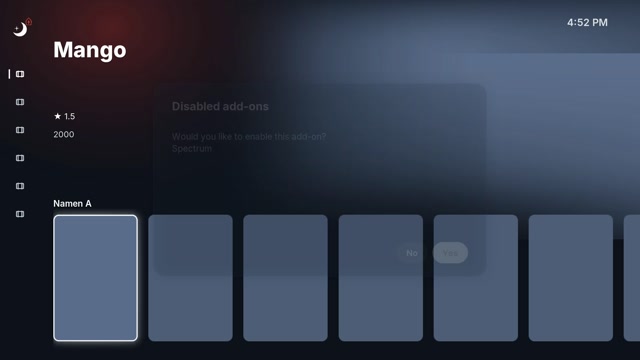 4:52 PM
Mango
Disabled add-ons
★ 1.5
Would you like to enable this add-on?
2000
Spectrum
Namen A
No
Yes